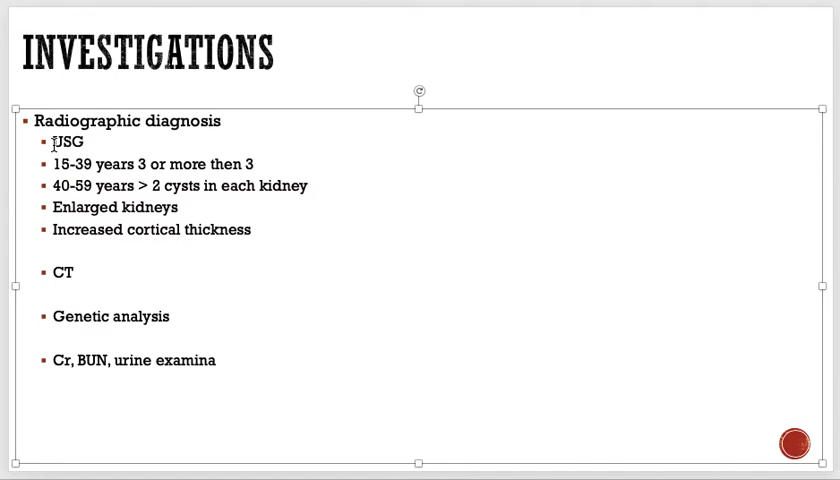 INVESTIGATIONS
Radiographic diagnosis
USG
15-39 years 3 or more then 3
40-59 years > 2 cysts in each kidney
Enlarged kidneys
Increased cortical thickness
CT
Genetic analysis
Cr, BUN, urine examina